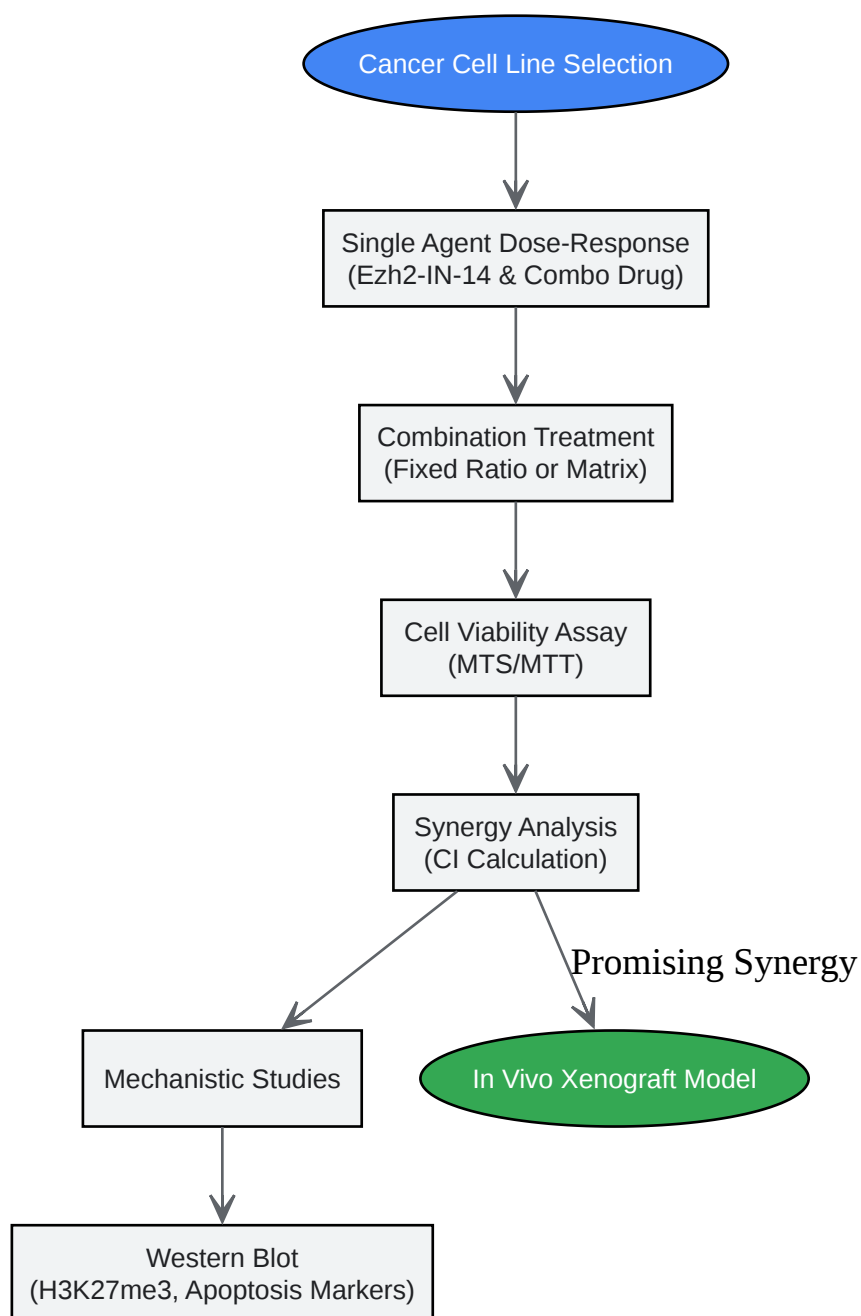 Cancer Cell Line Selection
Single Agent Dose-Response
(Ezh2-IN-14 & Combo Drug)
Combination Treatment
(Fixed Ratio or Matrix)
Cell Viability Assay
(MTS/MTT)
Synergy Analysis
(CI Calculation)
Promising Synergy
Mechanistic Studies
In Vivo Xenograft Model
Western Blot
(H3K27me3, Apoptosis Markers)